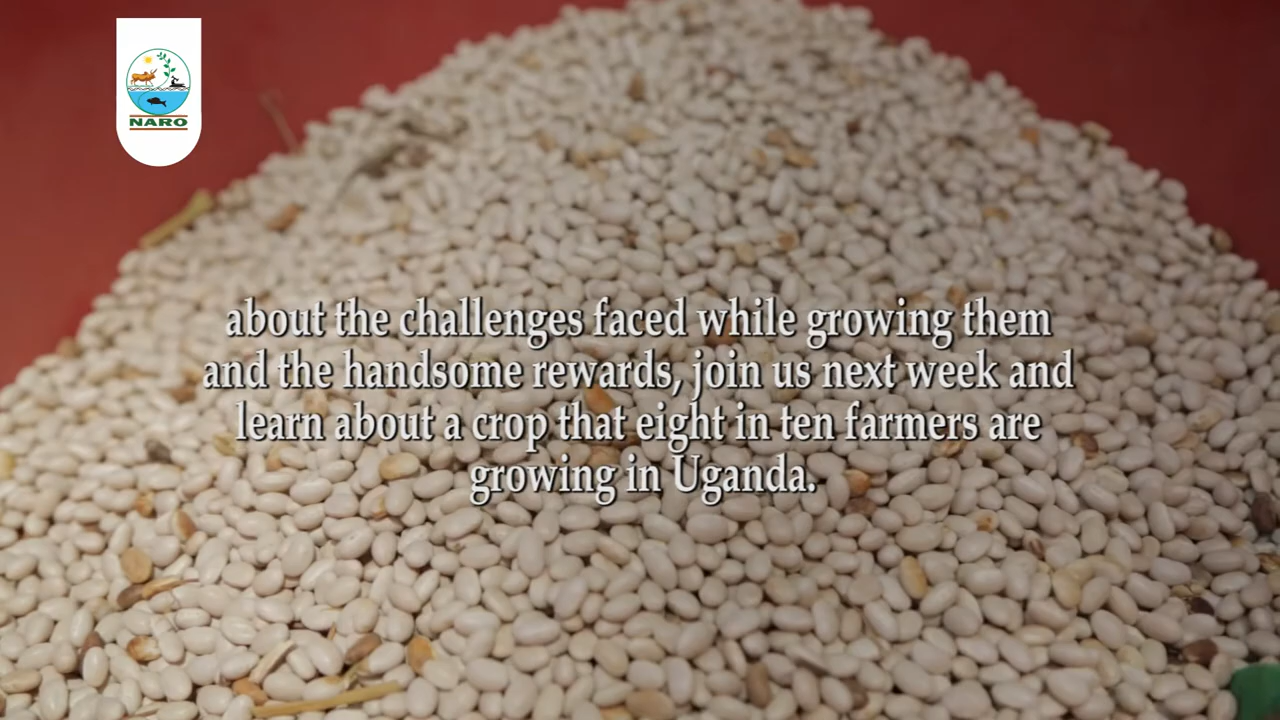 NARO
about the challenges faced while growing them
and the handsome rewards, join us next week and
learn about a crop that eight in ten farmers are
growing in Uganda.